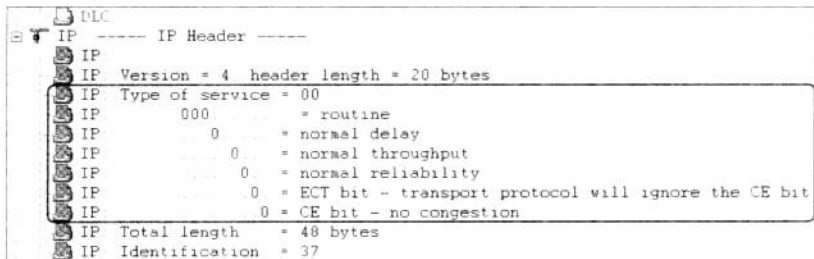 DLC
IP ----- IP Header -----
IP
IP Version = 4 header length = 20 bytes
IP Type of service = 00
IP 000. .... = routine
IP ...0 .... = normal delay
IP .... 0... = normal throughput
IP .... .0.. = normal reliability
IP .... ..0. = ECT bit - transport protocol will ignore the CE bit
IP .... ...0 = CE bit - no congestion
IP Total length = 48 bytes
IP Identification = 37